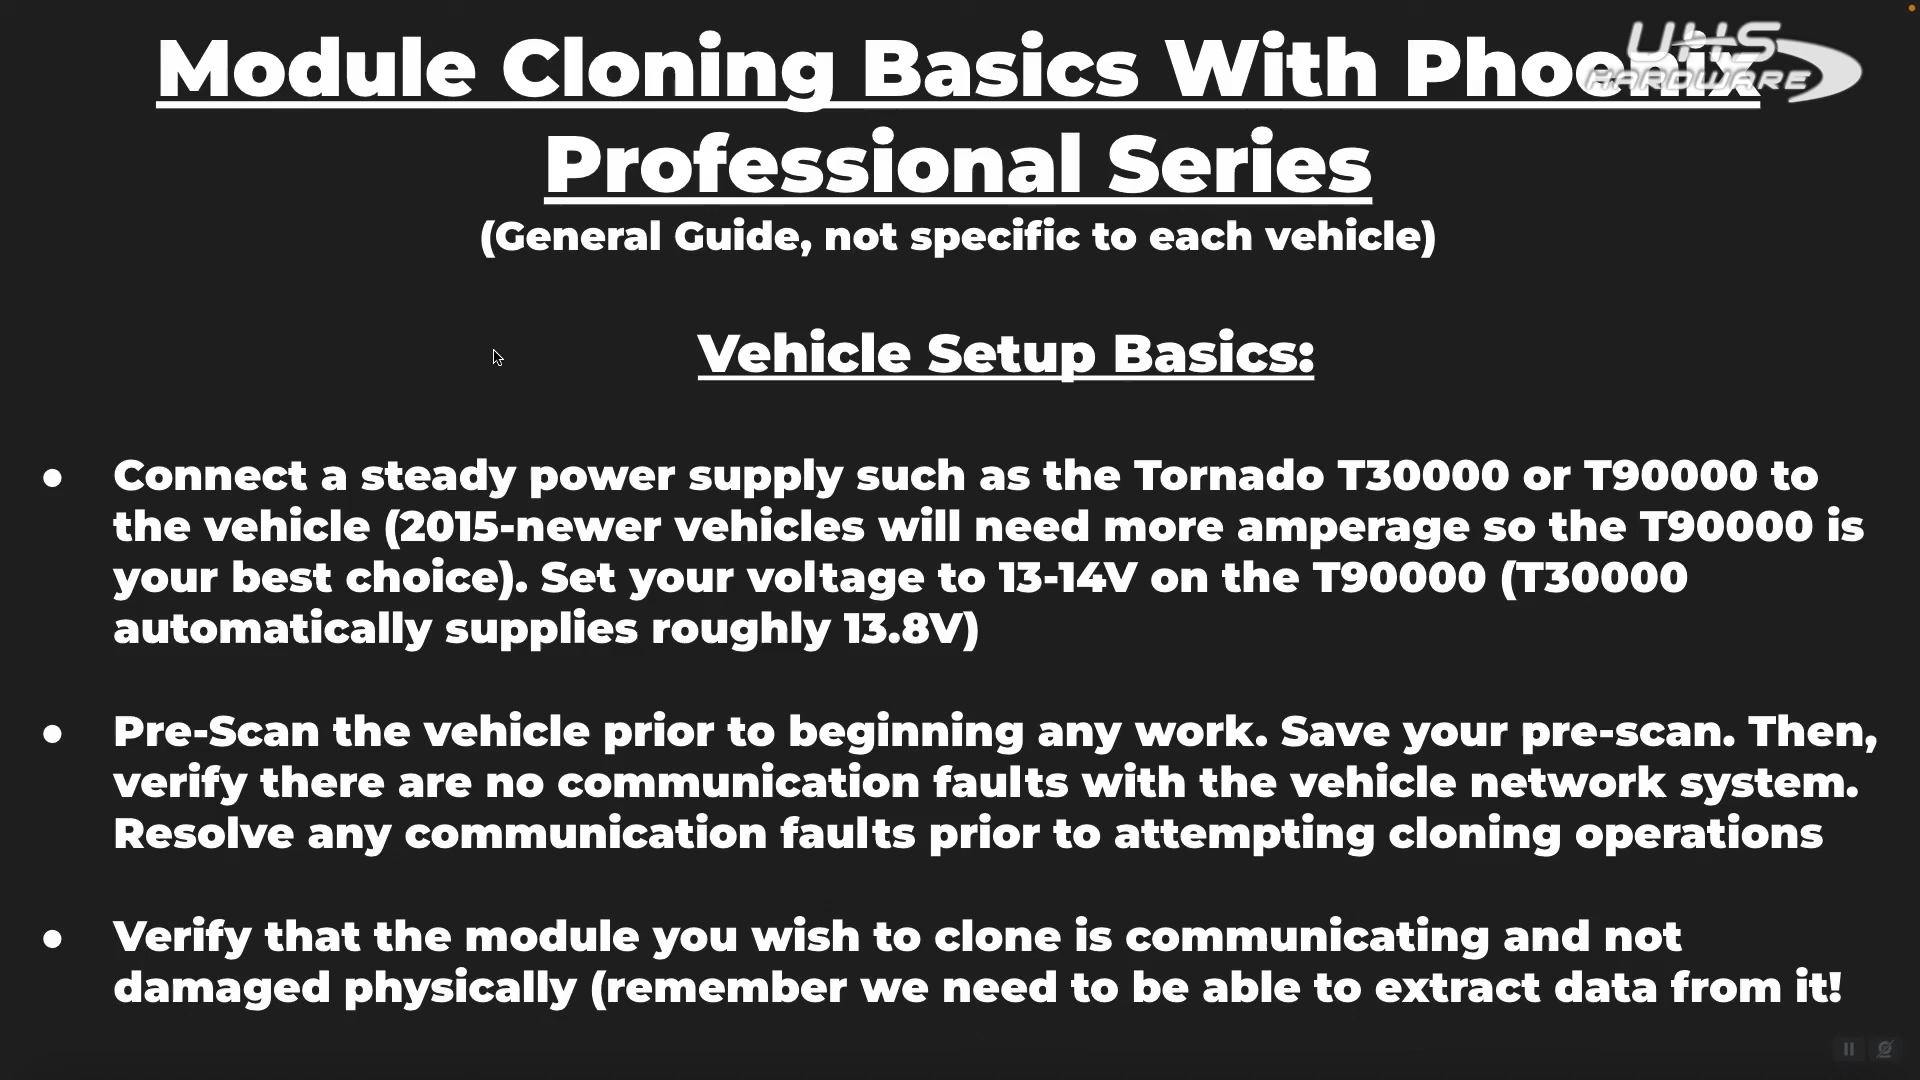 Module Cloning Basics With Phoenix
UHS
HARDWARE
Professional Series
(General Guide, not specific to each vehicle)
Vehicle Setup Basics:
● Connect a steady power supply such as the Tornado T30000 or T90000 to
the vehicle (2015-newer vehicles will need more amperage so the T90000 is
your best choice). Set your voltage to 13-14V on the T90000 (T30000
automatically supplies roughly 13.8V)
● Pre-Scan the vehicle prior to beginning any work. Save your pre-scan. Then,
verify there are no communication faults with the vehicle network system.
Resolve any communication faults prior to attempting cloning operations
● Verify that the module you wish to clone is communicating and not
damaged physically (remember we need to be able to extract data from it!